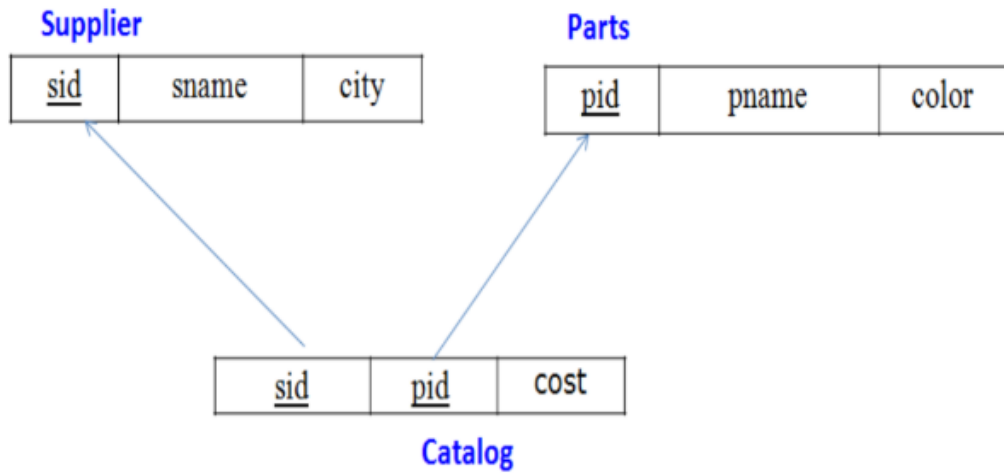 Supplier
sid sname city
Parts
pid pname color
sid pid cost
Catalog